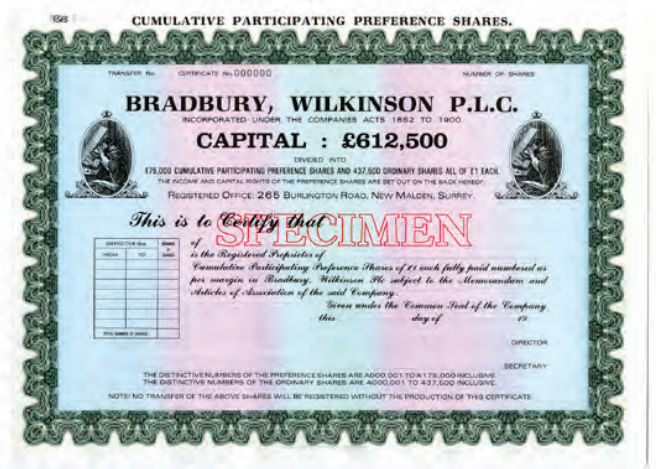 CUMULATIVE PARTICIPATING PREFERENCE SHARES.
TRANSFER No. CERTIFICATE No. 000000 NUMBER OF SHARES
BRADBURY, WILKINSON P.L.C.
INCORPORATED UNDER THE COMPANIES ACTS 1862 TO 1900.
CAPITAL : £612,500
DIVIDED INTO
175,000 CUMULATIVE PARTICIPATING PREFERENCE SHARES AND 437,500 ORDINARY SHARES ALL OF £1 EACH.
THE INCOME AND CAPITAL RIGHTS OF THE PREFERENCE SHARES ARE SET OUT ON THE BACK HEREOF.
REGISTERED OFFICE: 265 BURLINGTON ROAD, NEW MALDEN, SURREY.
This is to Certify that
SPECIMEN
DISTINCTIVE Nos.
FROM TO
of
is the Registered Proprietor of
Cumulative Participating Preference Shares of £1 each fully paid numbered as
per margin in Bradbury, Wilkinson Plc subject to the Memorandum and
Articles of Association of the said Company.
Given under the Common Seal of the Company
this day of 19
TOTAL NUMBER OF SHARES
DIRECTOR
SECRETARY
THE DISTINCTIVE NUMBERS OF THE PREFERENCE SHARES ARE A000,001 TO A175,000 INCLUSIVE.
THE DISTINCTIVE NUMBERS OF THE ORDINARY SHARES ARE A000,001 TO 437,500 INCLUSIVE.
NOTE: NO TRANSFER OF THE ABOVE SHARES WILL BE REGISTERED WITHOUT THE PRODUCTION OF THIS CERTIFICATE.